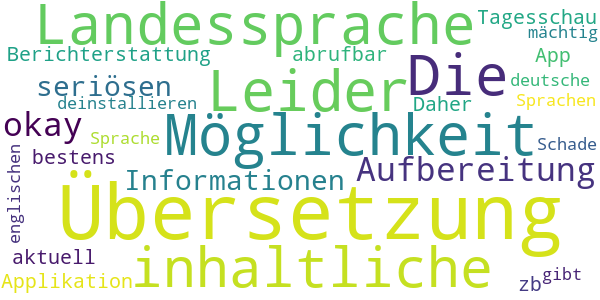 Landessprache
Tagesschau
mächtig
Berichterstattung
abrufbar
App
Leider
Die
seriösen
deutsche
deinstallieren
Daher
Sprachen
okay
Sprache
Möglichkeit
Schade
bestens
englischen
Informationen
Aufbereitung
Übersetzung
aktuell
inhaltliche
Applikation
zb
gibt